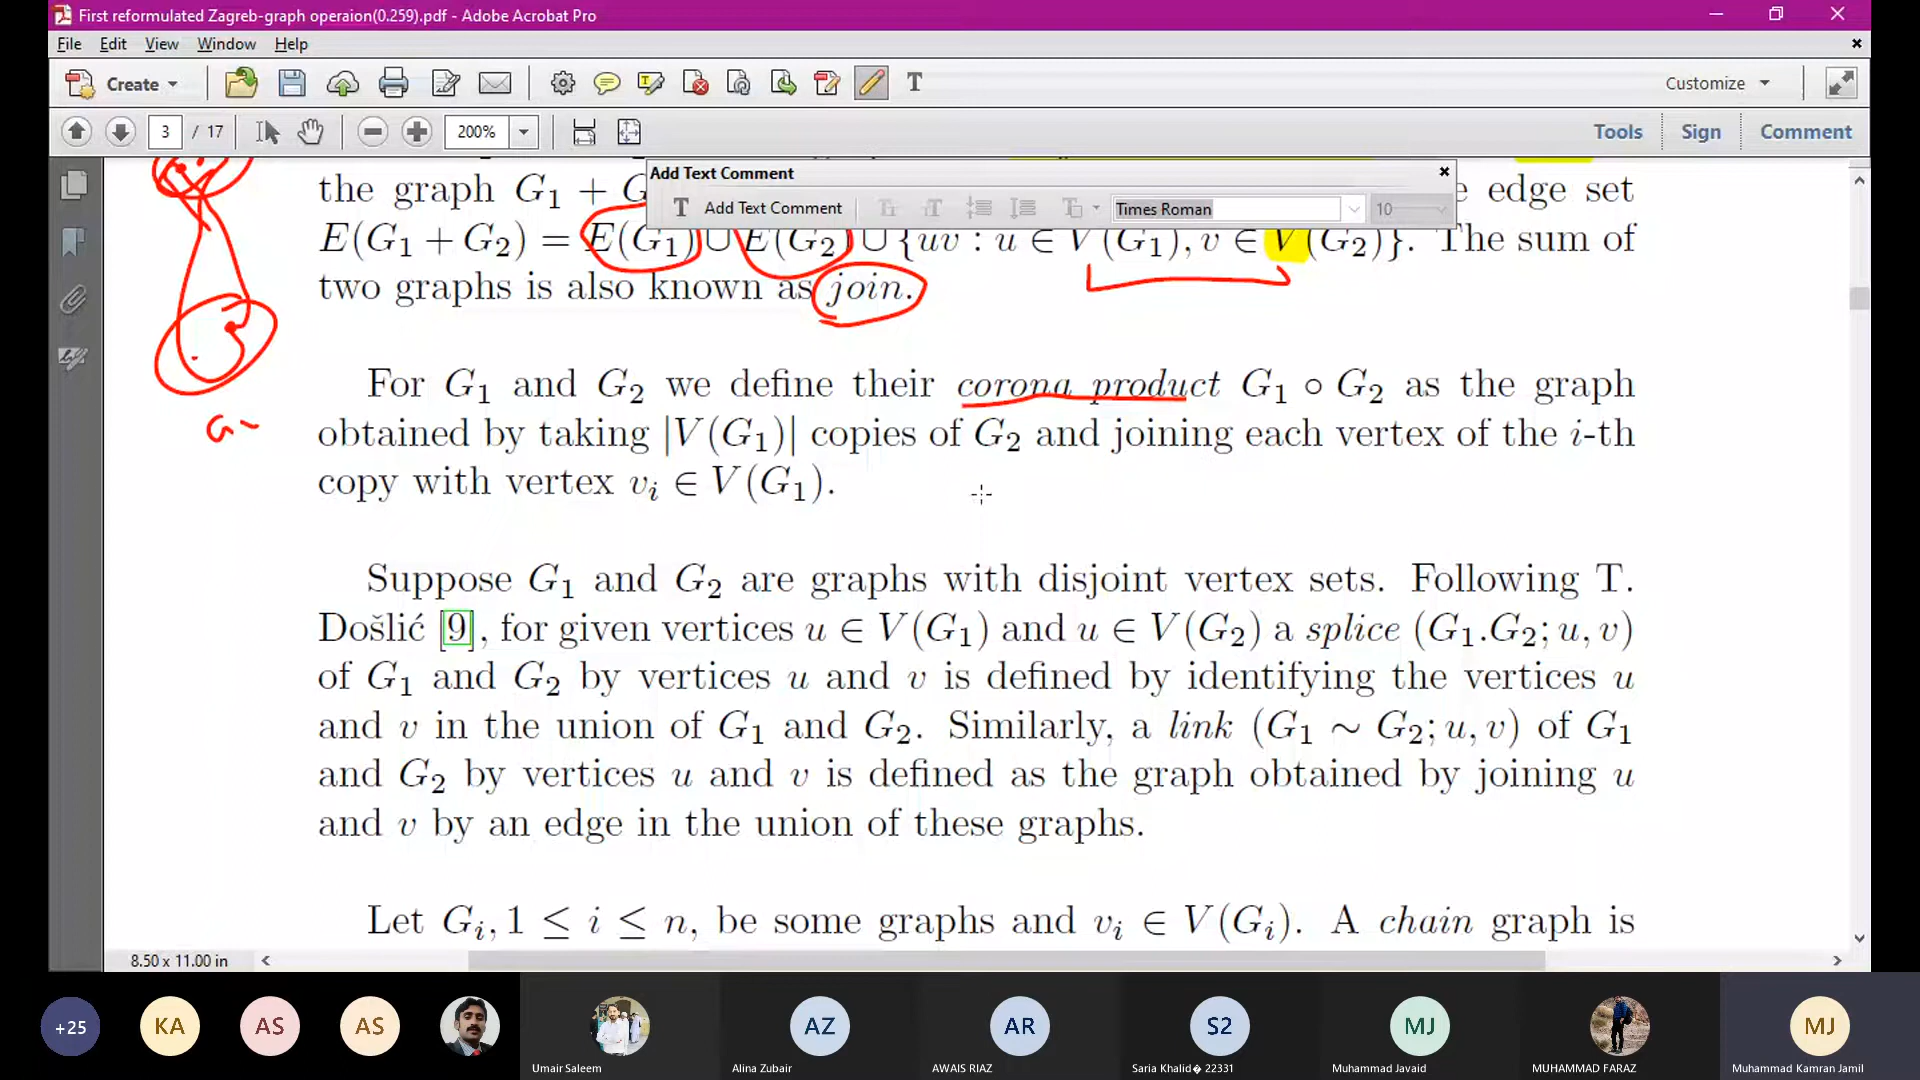 First reformulated Zagreb-graph operaion(0.259).pdf - Adobe Acrobat Pro
File Edit View Window Help
Create Customize
3 / 17 200% Tools Sign Comment
Add Text Comment
Add Text Comment Times Roman 10
the graph G₁ + G e edge set
E(G₁ + G₂) = E(G₁) ∪ E(G₂) ∪ {uv : u ∈ V(G₁), v ∈ V(G₂)}. The sum of
two graphs is also known as join.
For G₁ and G₂ we define their corona product G₁ ∘ G₂ as the graph
obtained by taking |V(G₁)| copies of G₂ and joining each vertex of the i-th
copy with vertex vᵢ ∈ V(G₁).
Suppose G₁ and G₂ are graphs with disjoint vertex sets. Following T.
Došlić [9], for given vertices u ∈ V(G₁) and u ∈ V(G₂) a splice (G₁.G₂; u, v)
of G₁ and G₂ by vertices u and v is defined by identifying the vertices u
and v in the union of G₁ and G₂. Similarly, a link (G₁ ∼ G₂; u, v) of G₁
and G₂ by vertices u and v is defined as the graph obtained by joining u
and v by an edge in the union of these graphs.
Let Gᵢ, 1 ≤ i ≤ n, be some graphs and vᵢ ∈ V(Gᵢ). A chain graph is
8.50 x 11.00 in
+25 KA AS AS AZ AR S2 MJ MJ
Umair Saleem Alina Zubair AWAIS RIAZ Saria Khalid� 22331 Muhammad Javaid MUHAMMAD FARAZ Muhammad Kamran Jamil